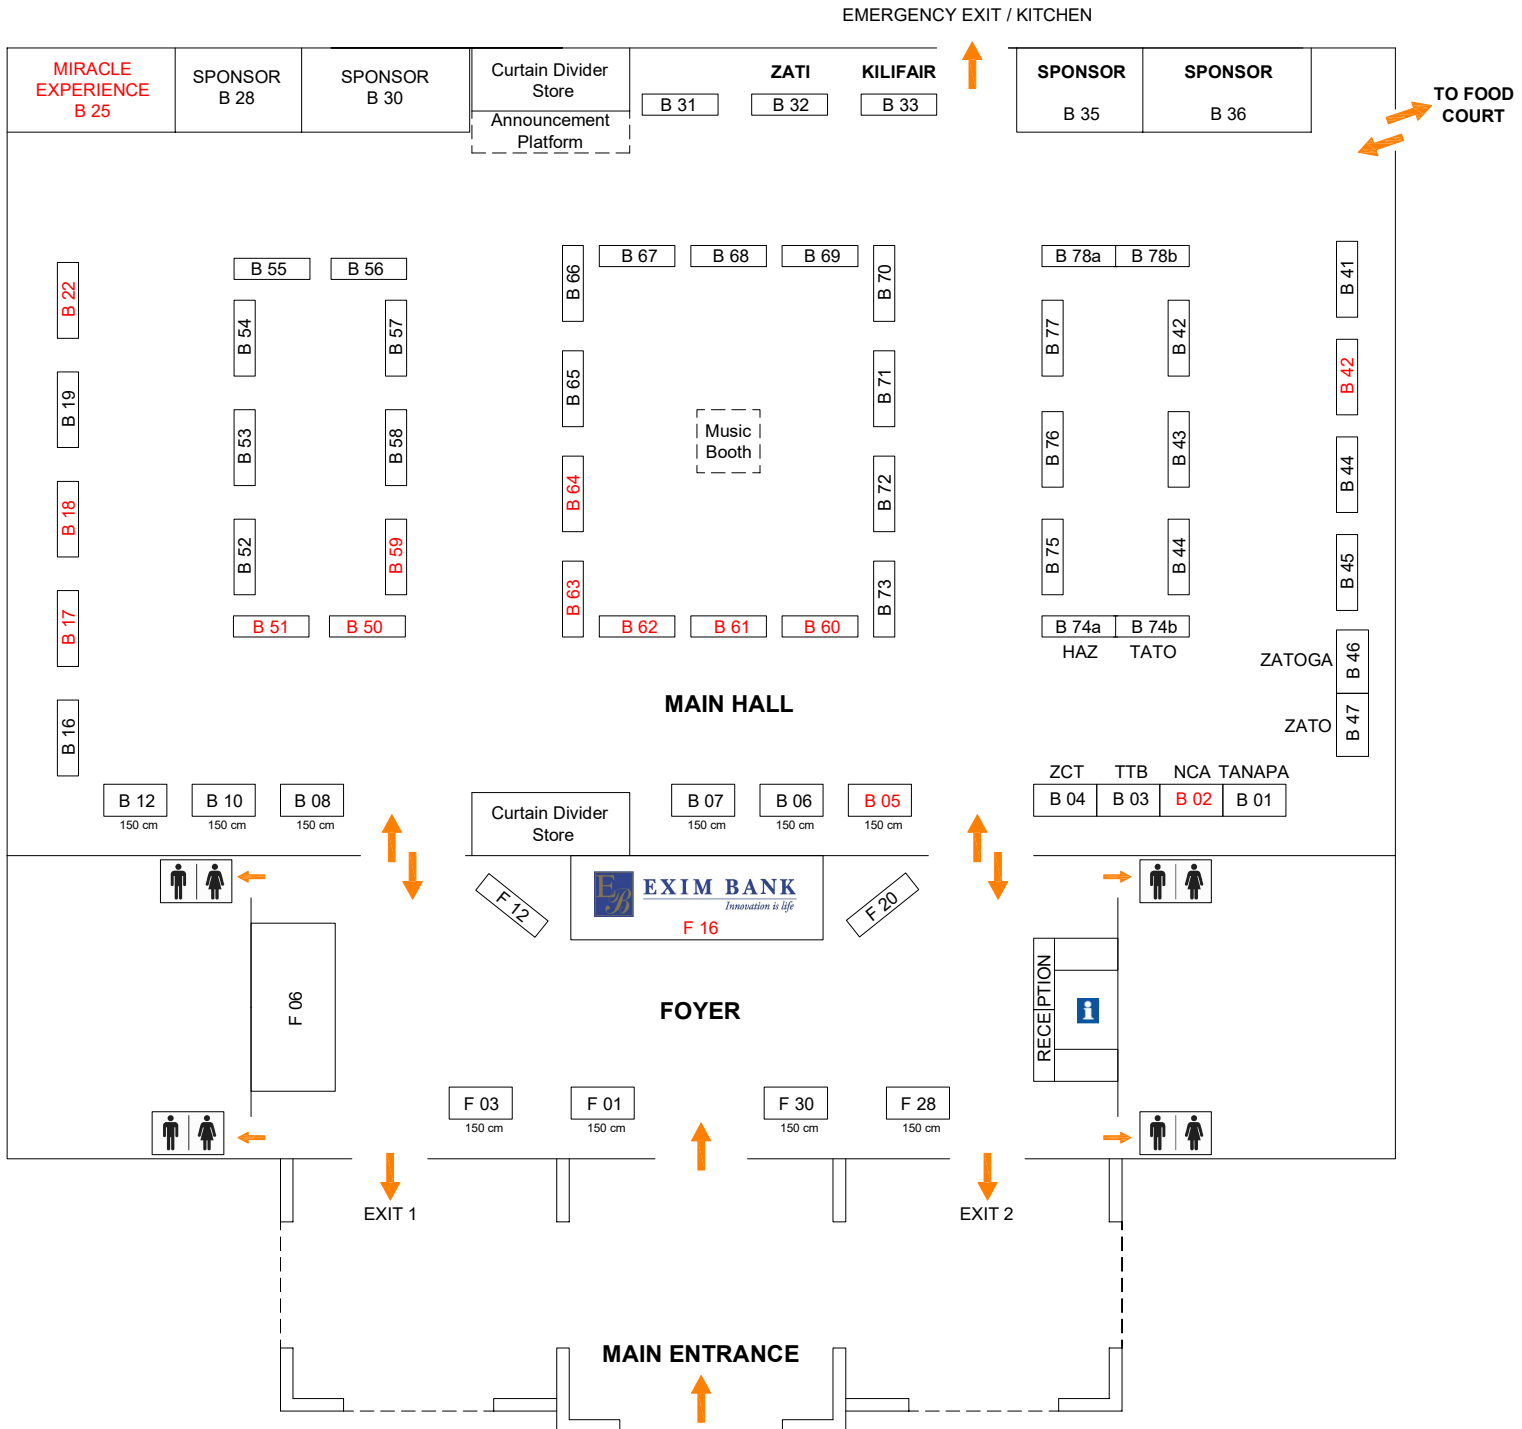 EMERGENCY EXIT / KITCHEN
MIRACLE
EXPERIENCE
B 25
SPONSOR
B 28
SPONSOR
B 30
Curtain Divider
Store
Announcement
Platform
B 31
ZATI
B 32
KILIFAIR
B 33
SPONSOR
B 35
SPONSOR
B 36
TO FOOD
COURT
B 22
B 19
B 18
B 17
B 16
B 55
B 56
B 54
B 57
B 53
B 58
B 52
B 59
B 51
B 50
B 66
B 67
B 68
B 69
B 70
B 65
B 71
Music
Booth
B 64
B 72
B 63
B 73
B 62
B 61
B 60
B 78a
B 78b
B 77
B 42
B 76
B 43
B 75
B 44
B 74a
B 74b
HAZ
TATO
B 41
B 42
B 44
B 45
ZATOGA
B 46
ZATO
B 47
MAIN HALL
B 12
150 cm
B 10
150 cm
B 08
150 cm
Curtain Divider
Store
B 07
150 cm
B 06
150 cm
B 05
150 cm
ZCT
TTB
NCA
TANAPA
B 04
B 03
B 02
B 01
F 12
EB
EXIM BANK
Innovation is life
F 16
F 20
F 06
FOYER
RECEPTION
i
F 03
150 cm
F 01
150 cm
F 30
150 cm
F 28
150 cm
EXIT 1
EXIT 2
MAIN ENTRANCE